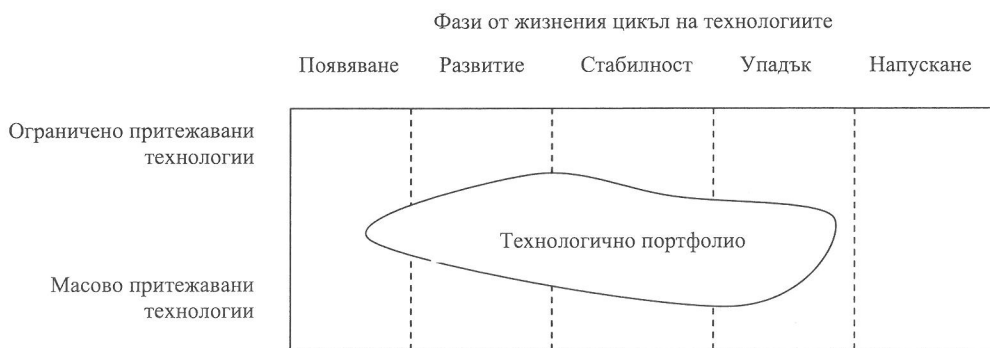 Фази от жизнения цикъл на технологиите
Появяване Развитие Стабилност Упадък Напускане
Ограничено притежавани
технологии
Технологично портфолио
Масово притежавани
технологии